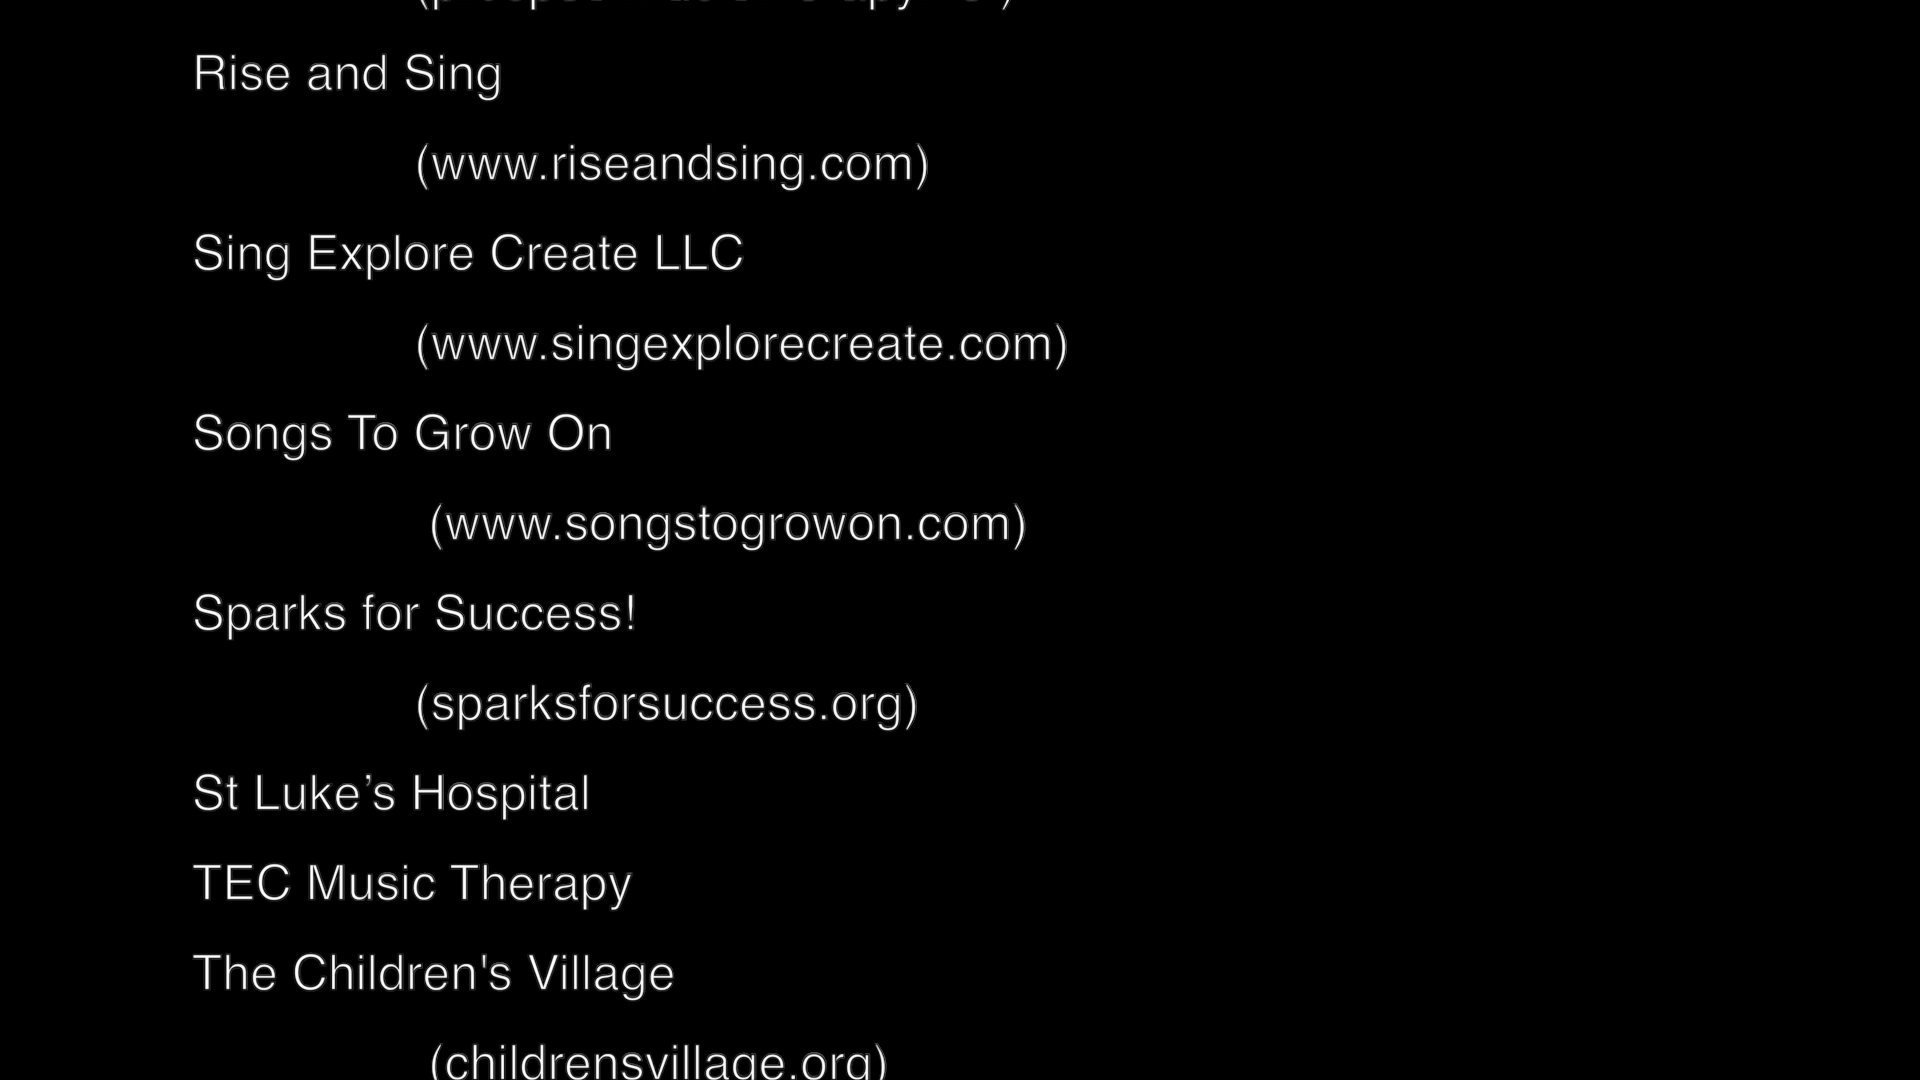 Rise and Sing
(www.riseandsing.com)
Sing Explore Create LLC
(www.singexplorecreate.com)
Songs To Grow On
(www.songstogrowon.com)
Sparks for Success!
(sparksforsuccess.org)
St Luke’s Hospital
TEC Music Therapy
The Children's Village
(childrensvillage.org)